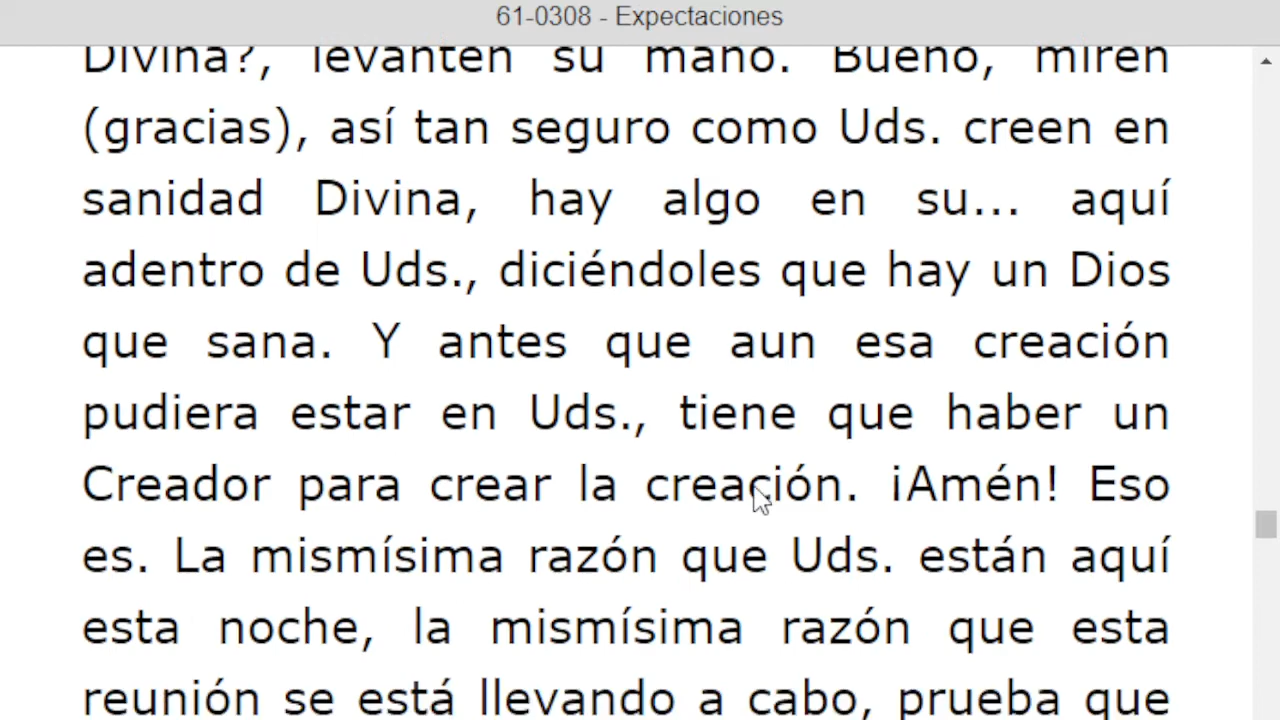 61-0308 - Expectaciones
Divina?, levanten su mano. Bueno, miren
(gracias), así tan seguro como Uds. creen en
sanidad Divina, hay algo en su... aquí
adentro de Uds., diciéndoles que hay un Dios
que sana. Y antes que aun esa creación
pudiera estar en Uds., tiene que haber un
Creador para crear la creación. ¡Amén! Eso
es. La mismísima razón que Uds. están aquí
esta noche, la mismísima razón que esta
reunión se está llevando a cabo, prueba que